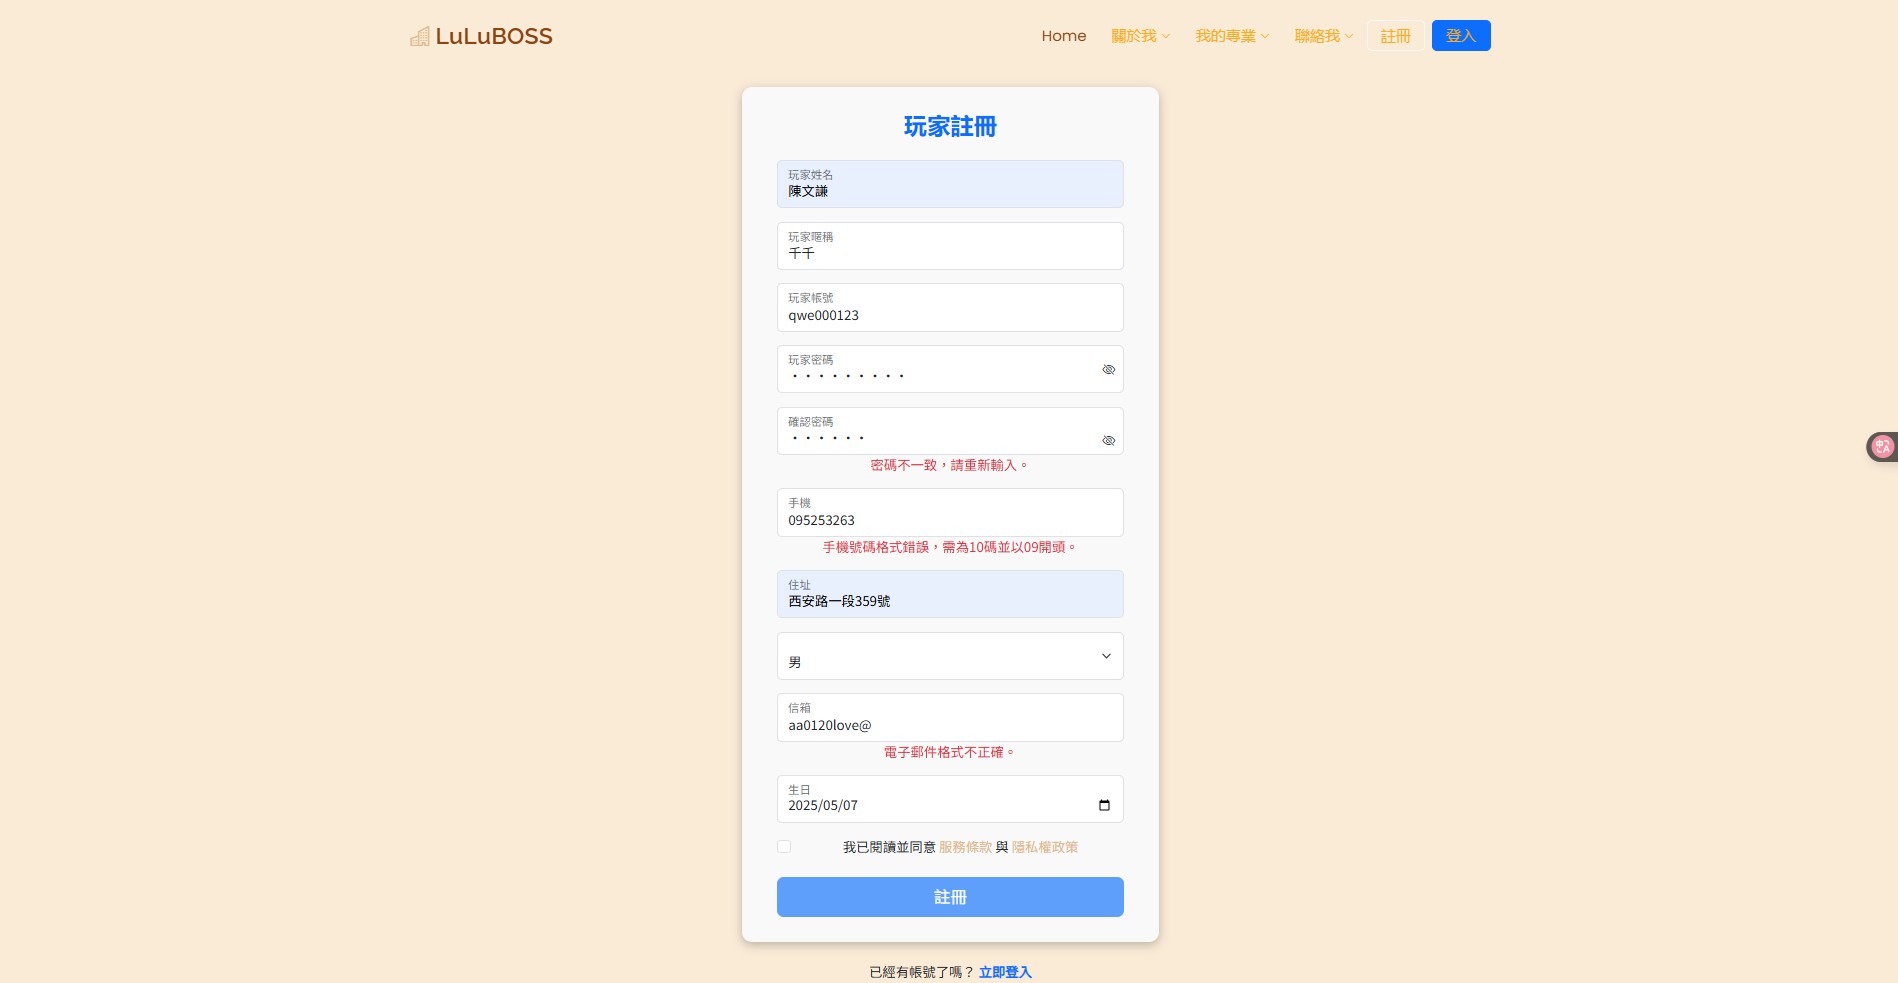 LuLuBOSS
Home 關於我 我的專業 聯絡我 註冊 登入
玩家註冊
玩家姓名
陳文謙
玩家暱稱
千千
玩家帳號
qwe000123
玩家密碼
•••••••••
確認密碼
••••••
密碼不一致，請重新輸入。
手機
095253263
手機號碼格式錯誤，需為10碼並以09開頭。
住址
西安路一段359號
男
信箱
aa0120love@
電子郵件格式不正確。
生日
2025/05/07
我已閱讀並同意 服務條款 與 隱私權政策
註冊
已經有帳號了嗎？ 立即登入